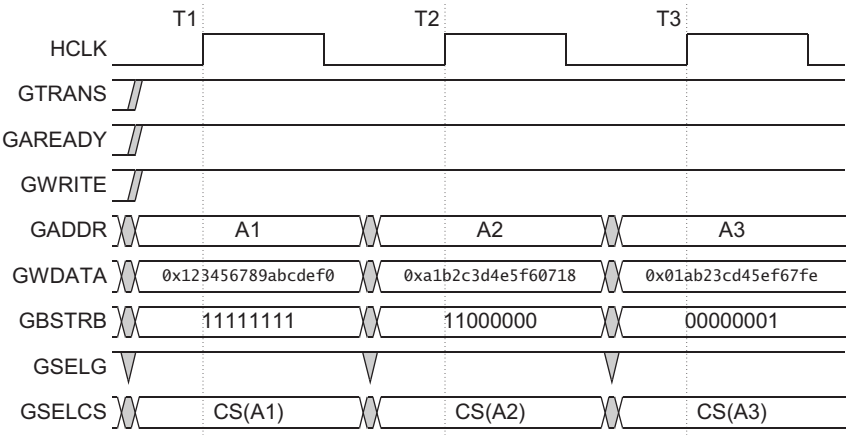 T1 T2 T3
HCLK
GTRANS
GAREADY
GWRITE
GADDR A1 A2 A3
GWDATA 0x123456789abcdef0 0xa1b2c3d4e5f60718 0x01ab23cd45ef67fe
GBSTRB 11111111 11000000 00000001
GSELG
GSELCS CS(A1) CS(A2) CS(A3)